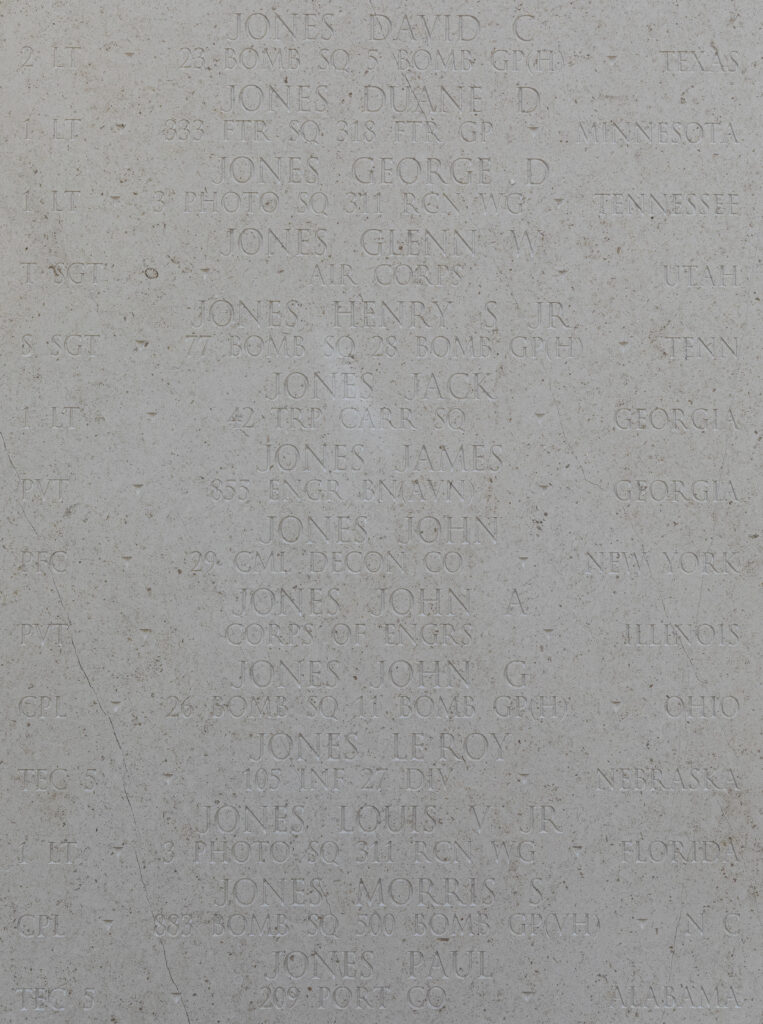 JONES DAVID C
2 LT 23 BOMB SQ 5 BOMB GP(H) TEXAS
JONES DUANE D
1 LT 333 FTR SQ 318 FTR GP MINNESOTA
JONES GEORGE D
1 LT 3 PHOTO SQ 311 RCN WG TENNESSEE
JONES GLENN W
T SGT AIR CORPS UTAH
JONES HENRY S JR
S SGT 77 BOMB SQ 28 BOMB GP(H) TENN
JONES JACK
1 LT 42 TRP CARR SQ GEORGIA
JONES JAMES
PVT 855 ENGR BN(AVN) GEORGIA
JONES JOHN
PFC 29 CML DECON CO NEW YORK
JONES JOHN A
PVT CORPS OF ENGRS ILLINOIS
JONES JOHN G
CPL 26 BOMB SQ 11 BOMB GP(H) OHIO
JONES LE ROY
TEC 5 105 INF 27 DIV NEBRASKA
JONES LOUIS V JR
1 LT 3 PHOTO SQ 311 RCN WG FLORIDA
JONES MORRIS S
CPL 883 BOMB SQ 500 BOMB GP(VH) N C
JONES PAUL
TEC 5 209 PORT CO ALABAMA